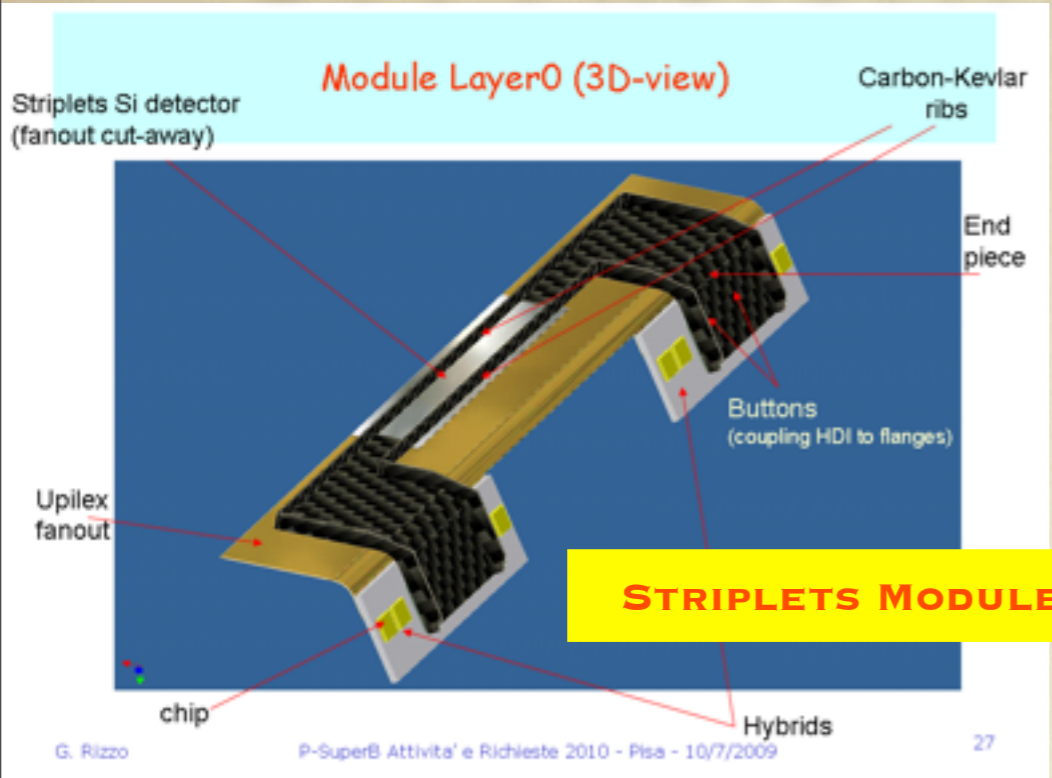 Module Layer0 (3D-view)
Striplets Si detector
(fanout cut-away)
Carbon-Kevlar
ribs
End
piece
Buttons
(coupling HDI to flanges)
Upilex
fanout
STRIPLETS MODULE
chip
Hybrids
G. Rizzo
P-SuperB Attivita' e Richieste 2010 - Pisa - 10/7/2009
27